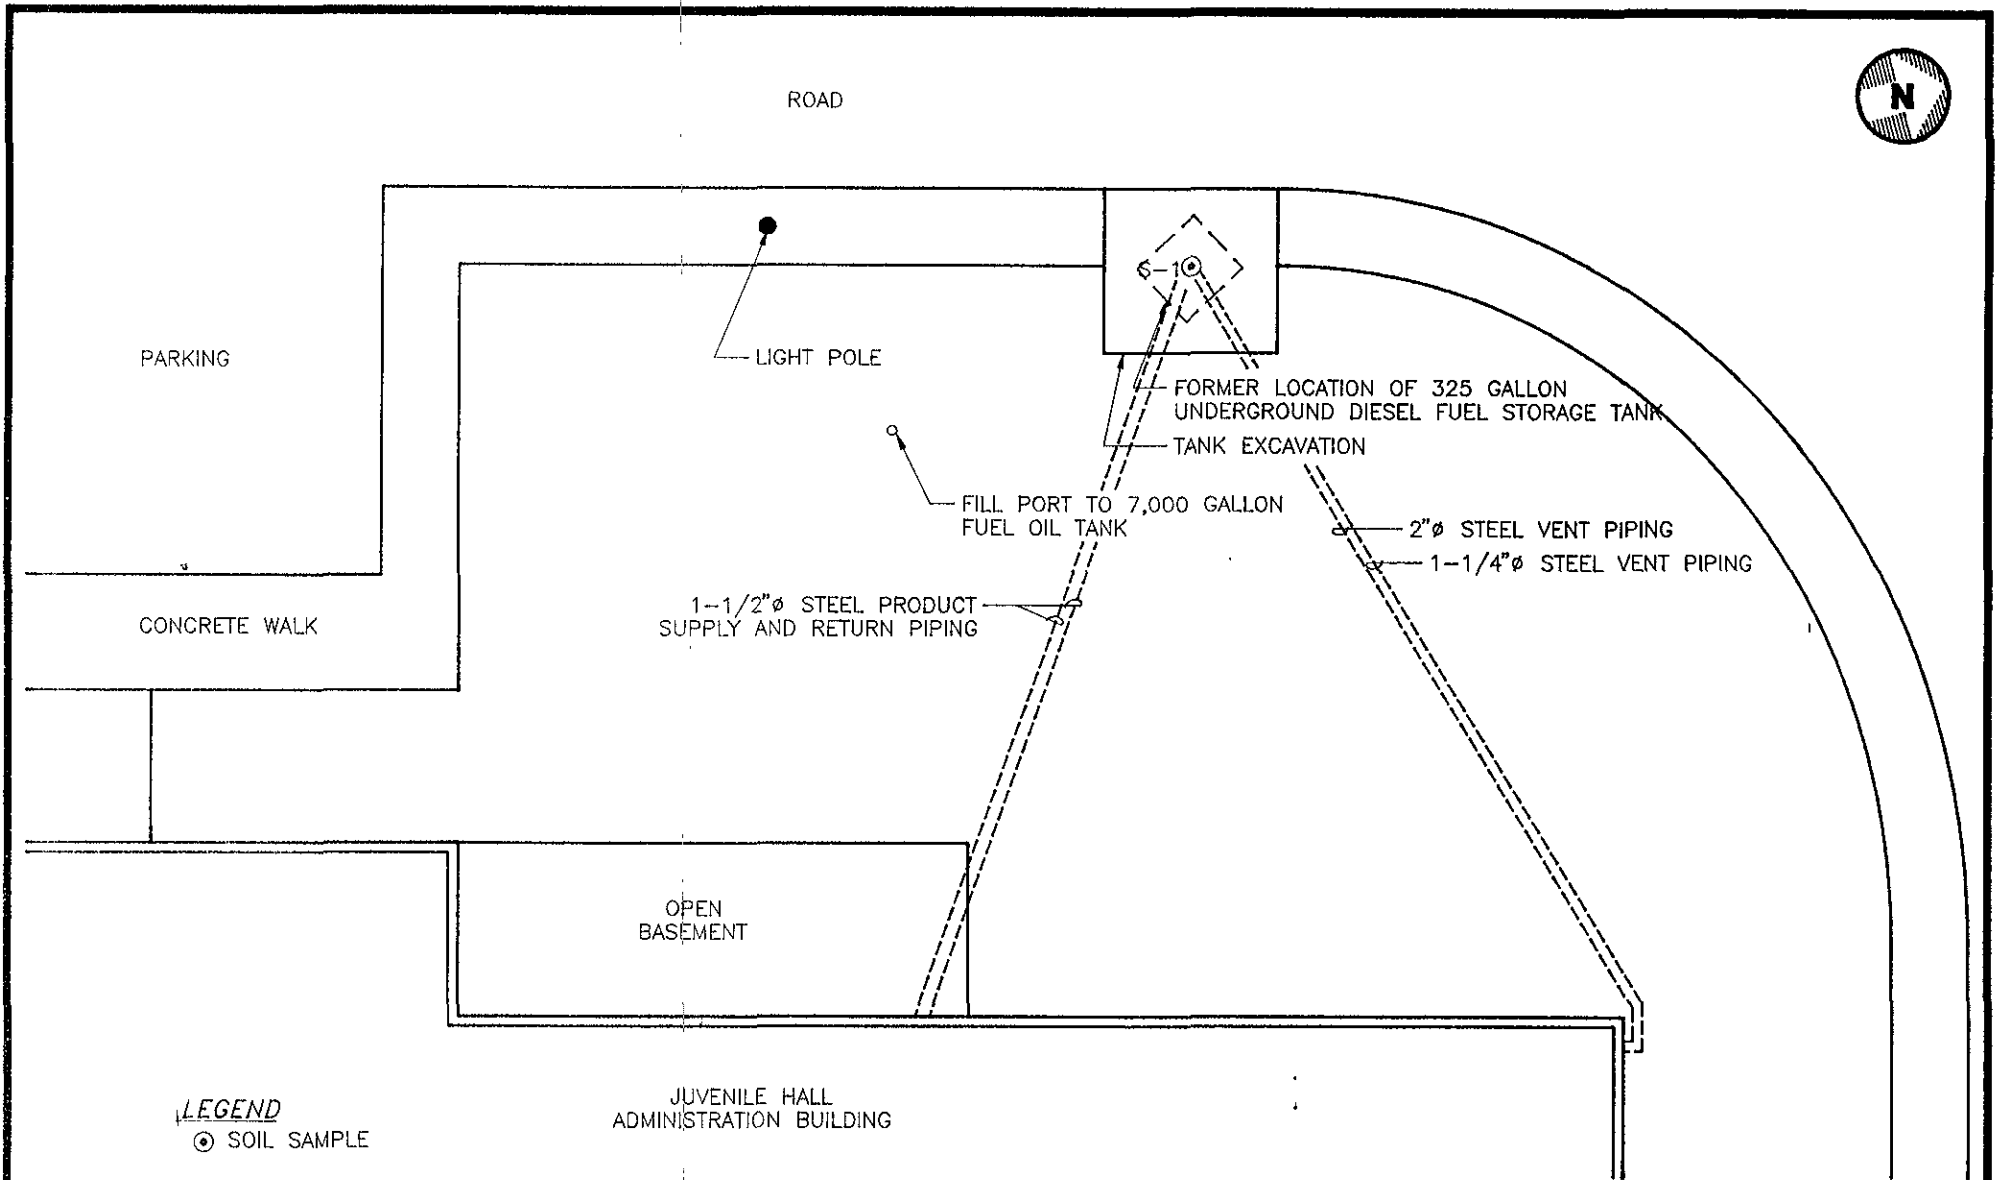 ROAD
N
S-1
PARKING
LIGHT POLE
FORMER LOCATION OF 325 GALLON
UNDERGROUND DIESEL FUEL STORAGE TANK
TANK EXCAVATION
FILL PORT TO 7,000 GALLON
FUEL OIL TANK
2"ø STEEL VENT PIPING
1-1/4"ø STEEL VENT PIPING
1-1/2"ø STEEL PRODUCT
SUPPLY AND RETURN PIPING
CONCRETE WALK
OPEN
BASEMENT
JUVENILE HALL
ADMINISTRATION BUILDING
LEGEND
SOIL SAMPLE